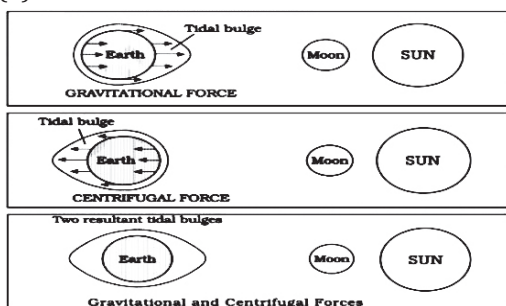 Tidal bulge
Earth Moon SUN
GRAVITATIONAL FORCE
Tidal bulge
Earth Moon SUN
CENTRIFUGAL FORCE
Two resultant tidal bulges
Earth Moon SUN
Gravitational and Centrifugal Forces